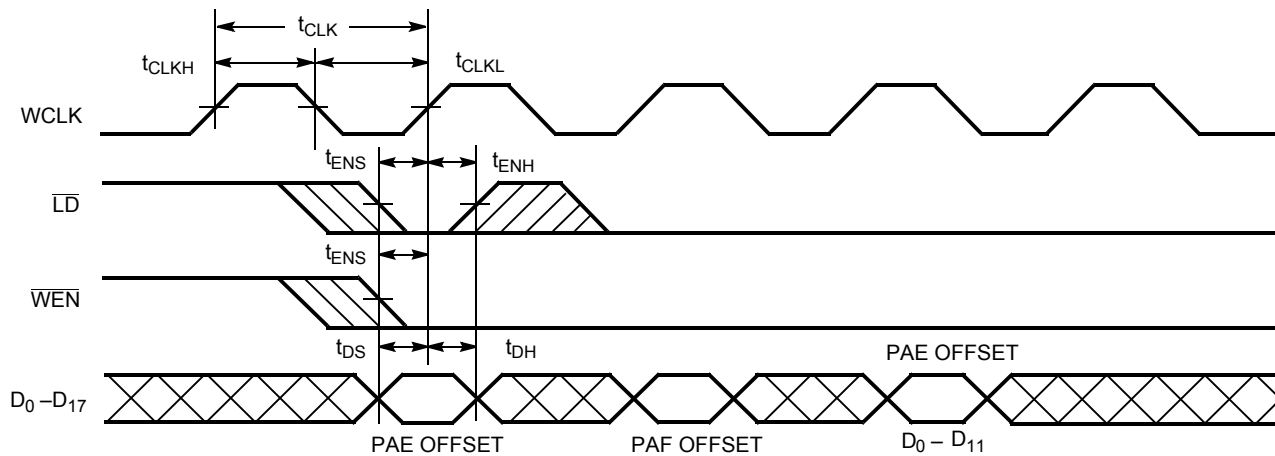 tCLK
tCLKH
tCLKL
WCLK
tENS
tENH
LD
tENS
WEN
tDS
tDH
PAE OFFSET
D0 –D17
PAE OFFSET
PAF OFFSET
D0 – D11